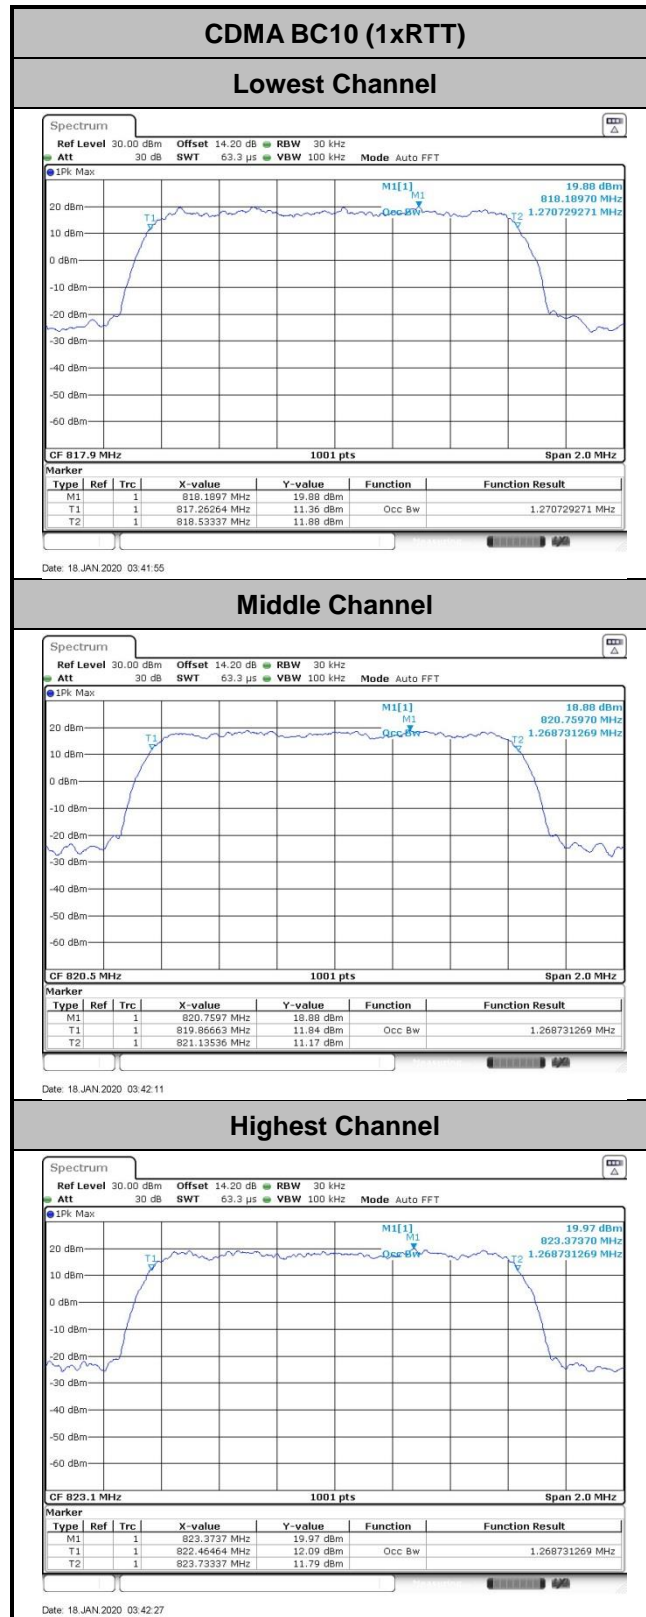 CDMA BC10 (1xRTT)
Lowest Channel
Spectrum
Ref Level 30.00 dBm Offset 14.20 dB RBW 30 kHz
Att 30 dB SWT 63.3 µs VBW 100 kHz Mode Auto FFT
1Pk Max
M1[1] 19.88 dBm
M1 818.18970 MHz
20 dBm
T1 Occ Bw T2 1.270729271 MHz
10 dBm
0 dBm
-10 dBm
-20 dBm
-30 dBm
-40 dBm
-50 dBm
-60 dBm
CF 817.9 MHz 1001 pts Span 2.0 MHz
Marker
Type Ref Trc X-value Y-value Function Function Result
M1 1 818.1897 MHz 19.88 dBm
T1 1 817.26264 MHz 11.36 dBm Occ Bw 1.270729271 MHz
T2 1 818.53337 MHz 11.88 dBm
Date: 18.JAN.2020 03:41:55
Middle Channel
Spectrum
Ref Level 30.00 dBm Offset 14.20 dB RBW 30 kHz
Att 30 dB SWT 63.3 µs VBW 100 kHz Mode Auto FFT
1Pk Max
M1[1] 18.88 dBm
M1 820.75970 MHz
20 dBm
T1 Occ Bw T2 1.268731269 MHz
10 dBm
0 dBm
-10 dBm
-20 dBm
-30 dBm
-40 dBm
-50 dBm
-60 dBm
CF 820.5 MHz 1001 pts Span 2.0 MHz
Marker
Type Ref Trc X-value Y-value Function Function Result
M1 1 820.7597 MHz 18.88 dBm
T1 1 819.86663 MHz 11.84 dBm Occ Bw 1.268731269 MHz
T2 1 821.13536 MHz 11.17 dBm
Date: 18.JAN.2020 03:42:11
Highest Channel
Spectrum
Ref Level 30.00 dBm Offset 14.20 dB RBW 30 kHz
Att 30 dB SWT 63.3 µs VBW 100 kHz Mode Auto FFT
1Pk Max
M1[1] 19.97 dBm
M1 823.37370 MHz
20 dBm
T1 Occ Bw T2 1.268731269 MHz
10 dBm
0 dBm
-10 dBm
-20 dBm
-30 dBm
-40 dBm
-50 dBm
-60 dBm
CF 823.1 MHz 1001 pts Span 2.0 MHz
Marker
Type Ref Trc X-value Y-value Function Function Result
M1 1 823.3737 MHz 19.97 dBm
T1 1 822.46464 MHz 12.09 dBm Occ Bw 1.268731269 MHz
T2 1 823.73337 MHz 11.79 dBm
Date: 18.JAN.2020 03:42:27